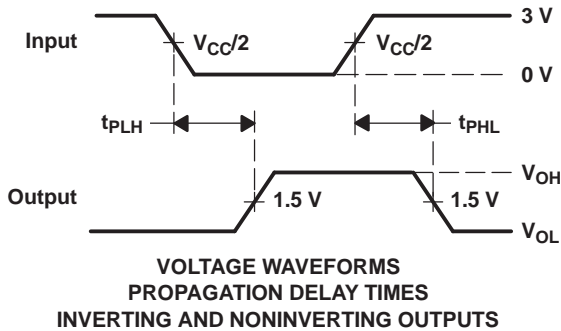 3 V
Input
VCC/2
VCC/2
0 V
tPLH
tPHL
VOH
Output
1.5 V
1.5 V
VOL
VOLTAGE WAVEFORMS
PROPAGATION DELAY TIMES
INVERTING AND NONINVERTING OUTPUTS